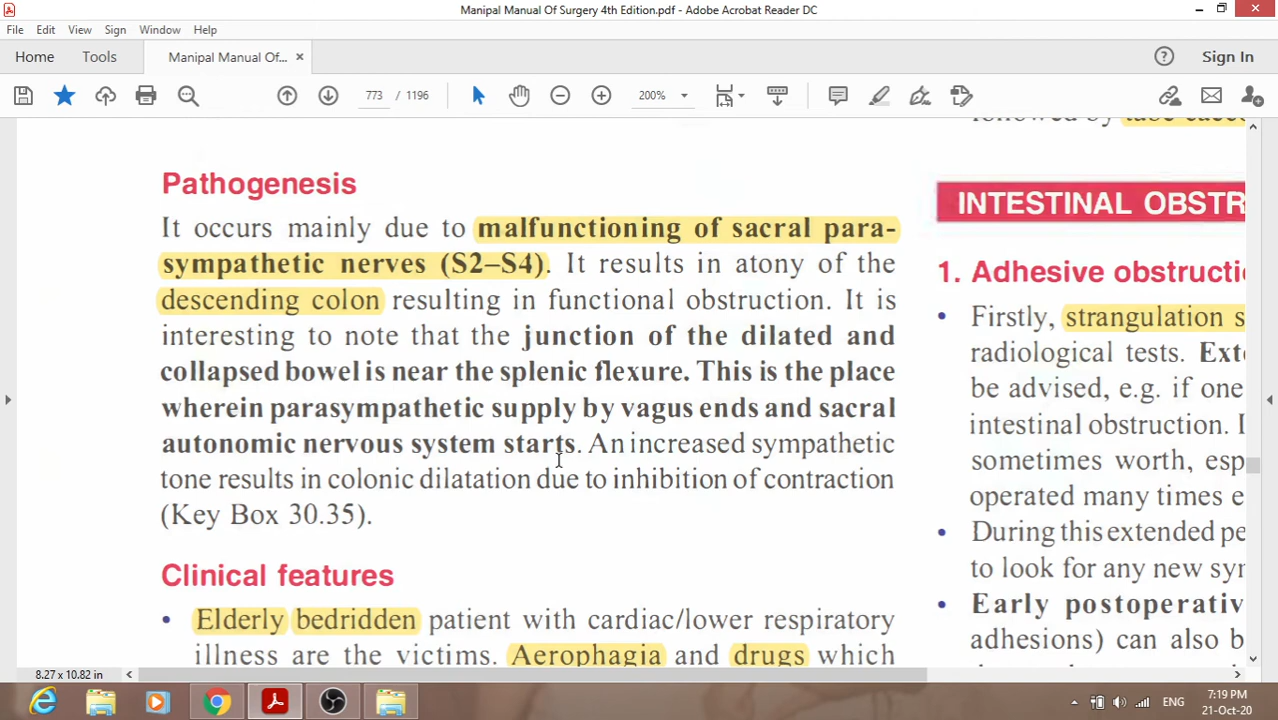 Manipal Manual Of Surgery 4th Edition.pdf - Adobe Acrobat Reader DC
File Edit View Sign Window Help
Home Tools Manipal Manual Of... × Sign In
773 / 1196 200%
followed by
Pathogenesis
It occurs mainly due to malfunctioning of sacral para-
sympathetic nerves (S2–S4). It results in atony of the
descending colon resulting in functional obstruction. It is
interesting to note that the junction of the dilated and
collapsed bowel is near the splenic flexure. This is the place
wherein parasympathetic supply by vagus ends and sacral
autonomic nervous system starts. An increased sympathetic
tone results in colonic dilatation due to inhibition of contraction
(Key Box 30.35).
Clinical features
• Elderly bedridden patient with cardiac/lower respiratory
illness are the victims. Aerophagia and drugs which
INTESTINAL OBSTR
1. Adhesive obstructi
• Firstly, strangulation s
radiological tests. Ext
be advised, e.g. if one
intestinal obstruction. I
sometimes worth, esp
operated many times e
• During this extended pe
to look for any new syn
• Early postoperativ
adhesions) can also b
8.27 x 10.82 in
ENG
7:19 PM
21-Oct-20